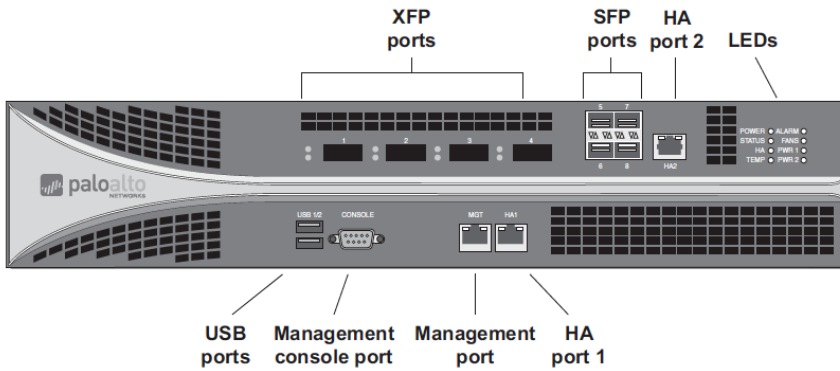 XFP ports
SFP ports
HA port 2
LEDs
5 7
1 2 3 4
6 8
HA2
POWER ALARM
STATUS FANS
HA PWR 1
TEMP PWR 2
paloalto
NETWORKS
USB 1/2 CONSOLE MGT HA1
USB ports
Management console port
Management port
HA port 1